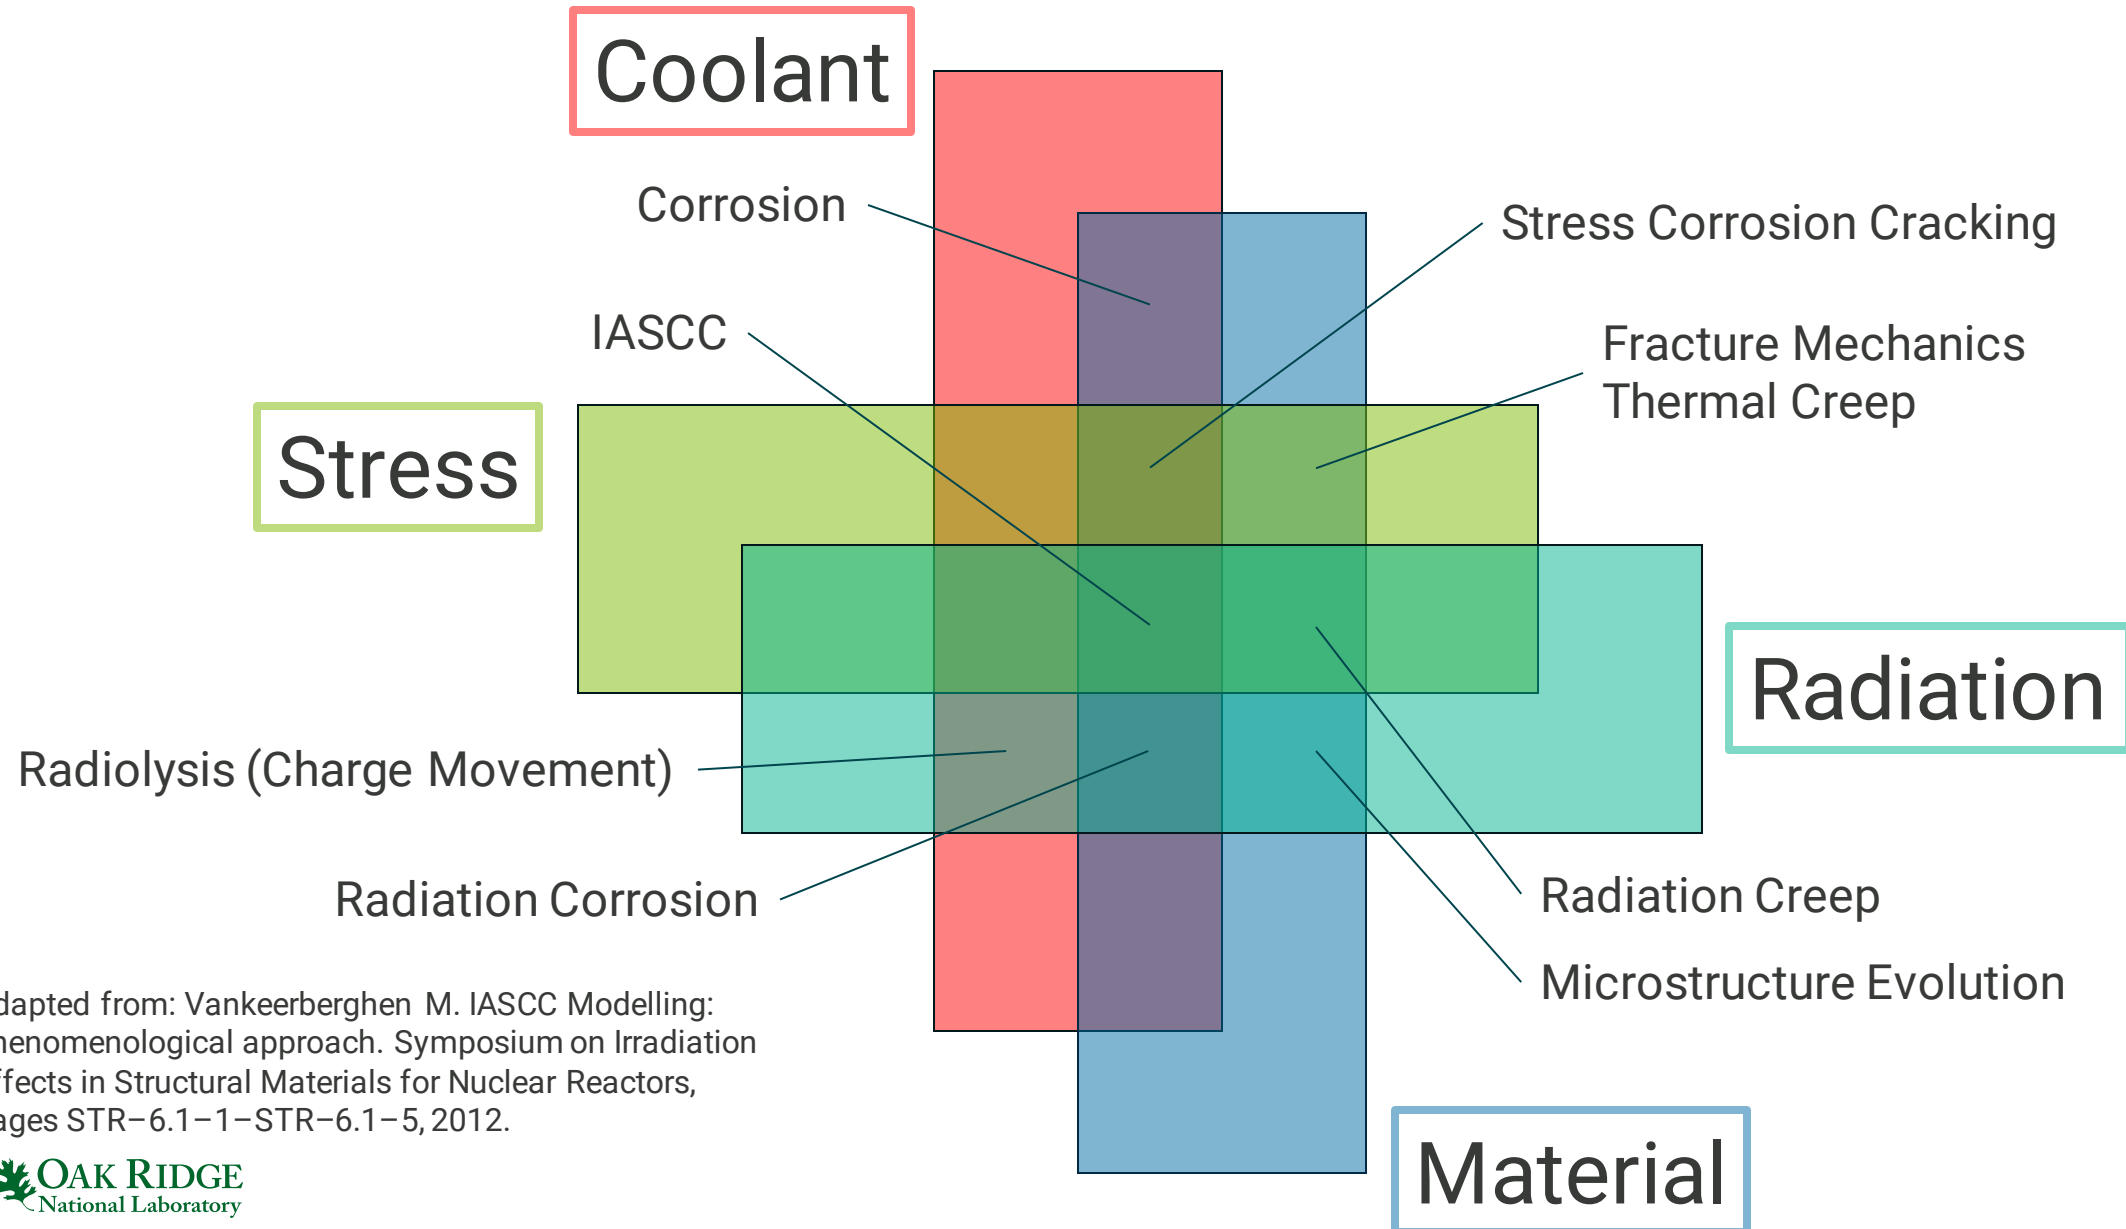 Coolant
Corrosion
Stress Corrosion Cracking
IASCC
Fracture Mechanics
Thermal Creep
Stress
Radiation
Radiolysis (Charge Movement)
Radiation Corrosion
Radiation Creep
Microstructure Evolution
dapted from: Vankeerberghen M. IASCC Modelling:
henomenological approach. Symposium on Irradiation
ffects in Structural Materials for Nuclear Reactors,
ages STR–6.1–1–STR–6.1–5, 2012.
Material
OAK RIDGE
National Laboratory